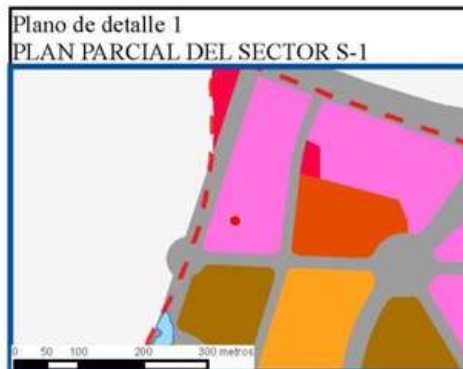 Plano de detalle 1
PLAN PARCIAL DEL SECTOR S-1
0 50 100 200 300 metros